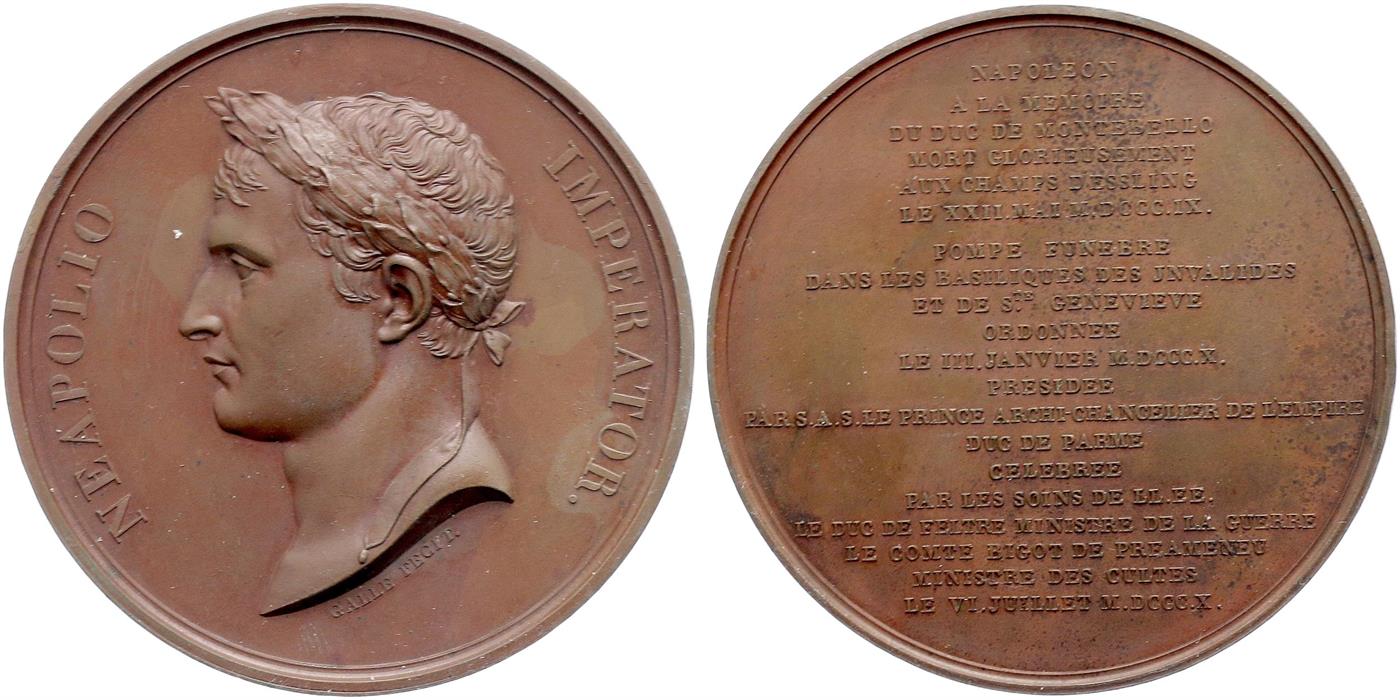 NEAPOLIO
IMPERATOR.
GALLE FECIT.
NAPOLEON
A LA MEMOIRE
DU DUC DE MONTEBELLO
MORT GLORIEUSEMENT
AUX CHAMPS D'ESSLING
LE XXII. MAI M.DCCC.IX.
POMPE FUNEBRE
DANS LES BASILIQUES DES JNVALIDES
ET DE S.TE GENEVIEVE
ORDONNEE
LE III. JANVIER M.DCCC.X.
PRESIDEE
PAR S.A.S. LE PRINCE ARCHI-CHANCELIER DE L'EMPIRE
DUC DE PARME
CELEBREE
PAR LES SOINS DE LL.EE.
LE DUC DE FELTRE MINISTRE DE LA GUERRE
LE COMTE BIGOT DE PREAMENEU
MINISTRE DES CULTES
LE VI. JUILLET M.DCCC.X.